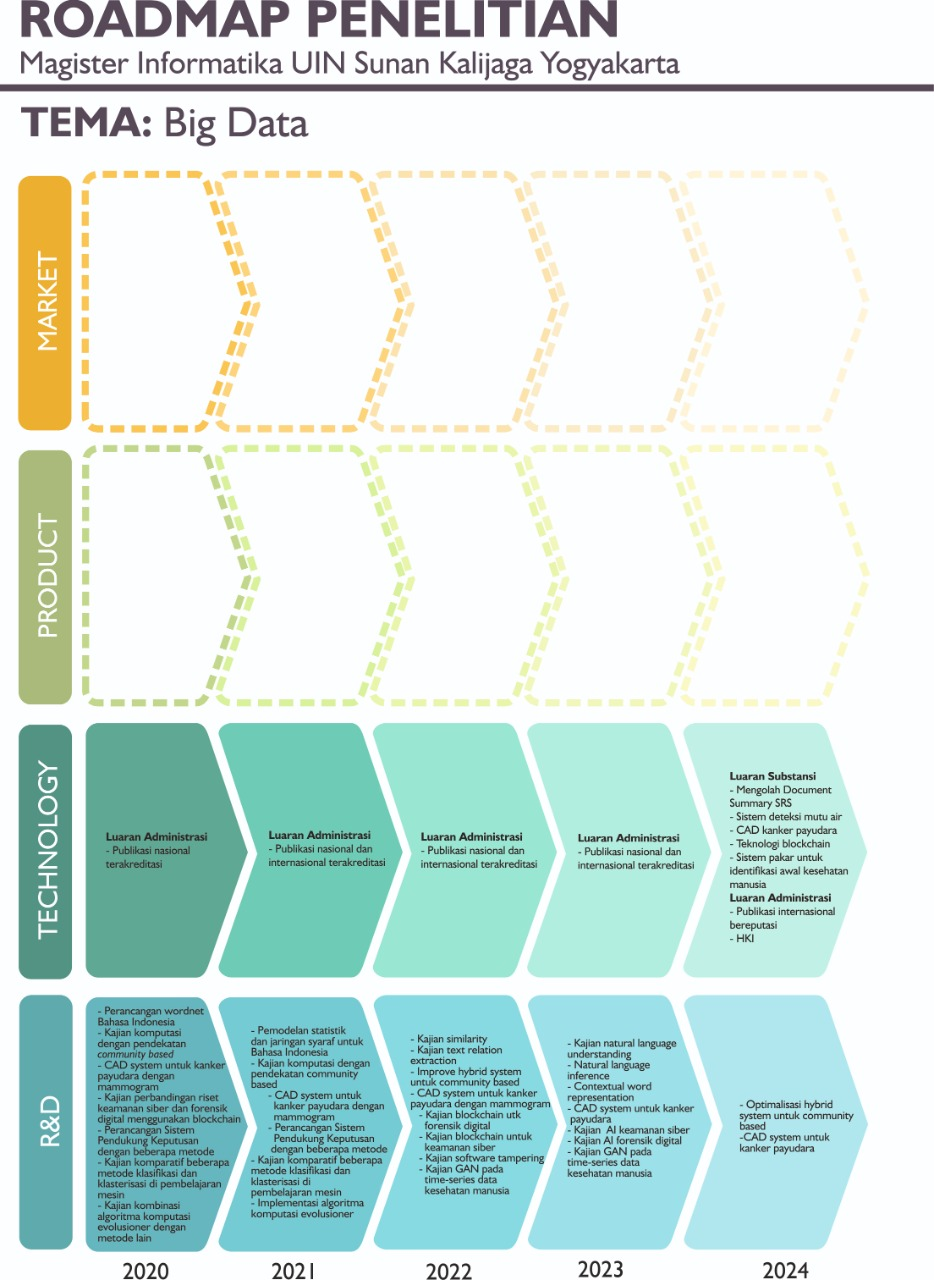 ROADMAP PENELITIAN
Magister Informatika UIN Sunan Kalijaga Yogyakarta
TEMA: Big Data
MARKET
PRODUCT
TECHNOLOGY
Luaran Administrasi
- Publikasi nasional
terakreditasi
Luaran Administrasi
- Publikasi nasional dan
internasional terakreditasi
Luaran Administrasi
- Publikasi nasional dan
internasional terakreditasi
Luaran Administrasi
- Publikasi nasional dan
internasional terakreditasi
Luaran Substansi
- Mengolah Document
Summary SRS
- Sistem deteksi mutu air
- CAD kanker payudara
- Teknologi blockchain
- Sistem pakar untuk
identifikasi awal kesehatan
manusia
Luaran Administrasi
- Publikasi internasional
bereputasi
- HKI
R&D
- Perancangan wordnet
Bahasa Indonesia
- Kajian komputasi
dengan pendekatan
community based
- CAD system untuk kanker
payudara dengan
mammogram
- Kajian perbandingan riset
keamanan siber dan forensik
digital menggunakan blockchain
- Perancangan Sistem
Pendukung Keputusan
dengan beberapa metode
- Kajian komparatif beberapa
metode klasifikasi dan
klasterisasi di pembelajaran
mesin
- Kajian kombinasi
algoritma komputasi
evolusioner dengan
metode lain
- Pemodelan statistik
dan jaringan syaraf untuk
Bahasa Indonesia
- Kajian komputasi dengan
pendekatan community
based
- CAD system untuk
kanker payudara dengan
mammogram
- Perancangan Sistem
Pendukung Keputusan
dengan beberapa metode
- Kajian komparatif beberapa
metode klasifikasi dan
klasterisasi di
pembelajaran mesin
- Implementasi algoritma
komputasi evolusioner
- Kajian similarity
- Kajian text relation
extraction
- Improve hybrid system
untuk community based
- CAD system untuk kanker
payudara dengan mammogram
- Kajian blockchain utk
forensik digital
- Kajian blockchain untuk
keamanan siber
- Kajian software tampering
- Kajian GAN pada
time-series data
kesehatan manusia
- Kajian natural language
understanding
- Natural language
inference
- Contextual word
representation
- CAD system untuk kanker
payudara
- Kajian AI keamanan siber
- Kajian AI forensik digital
- Kajian GAN pada
time-series data
kesehatan manusia
- Optimalisasi hybrid
system untuk community
based
-CAD system untuk
kanker payudara
2020
2021
2022
2023
2024